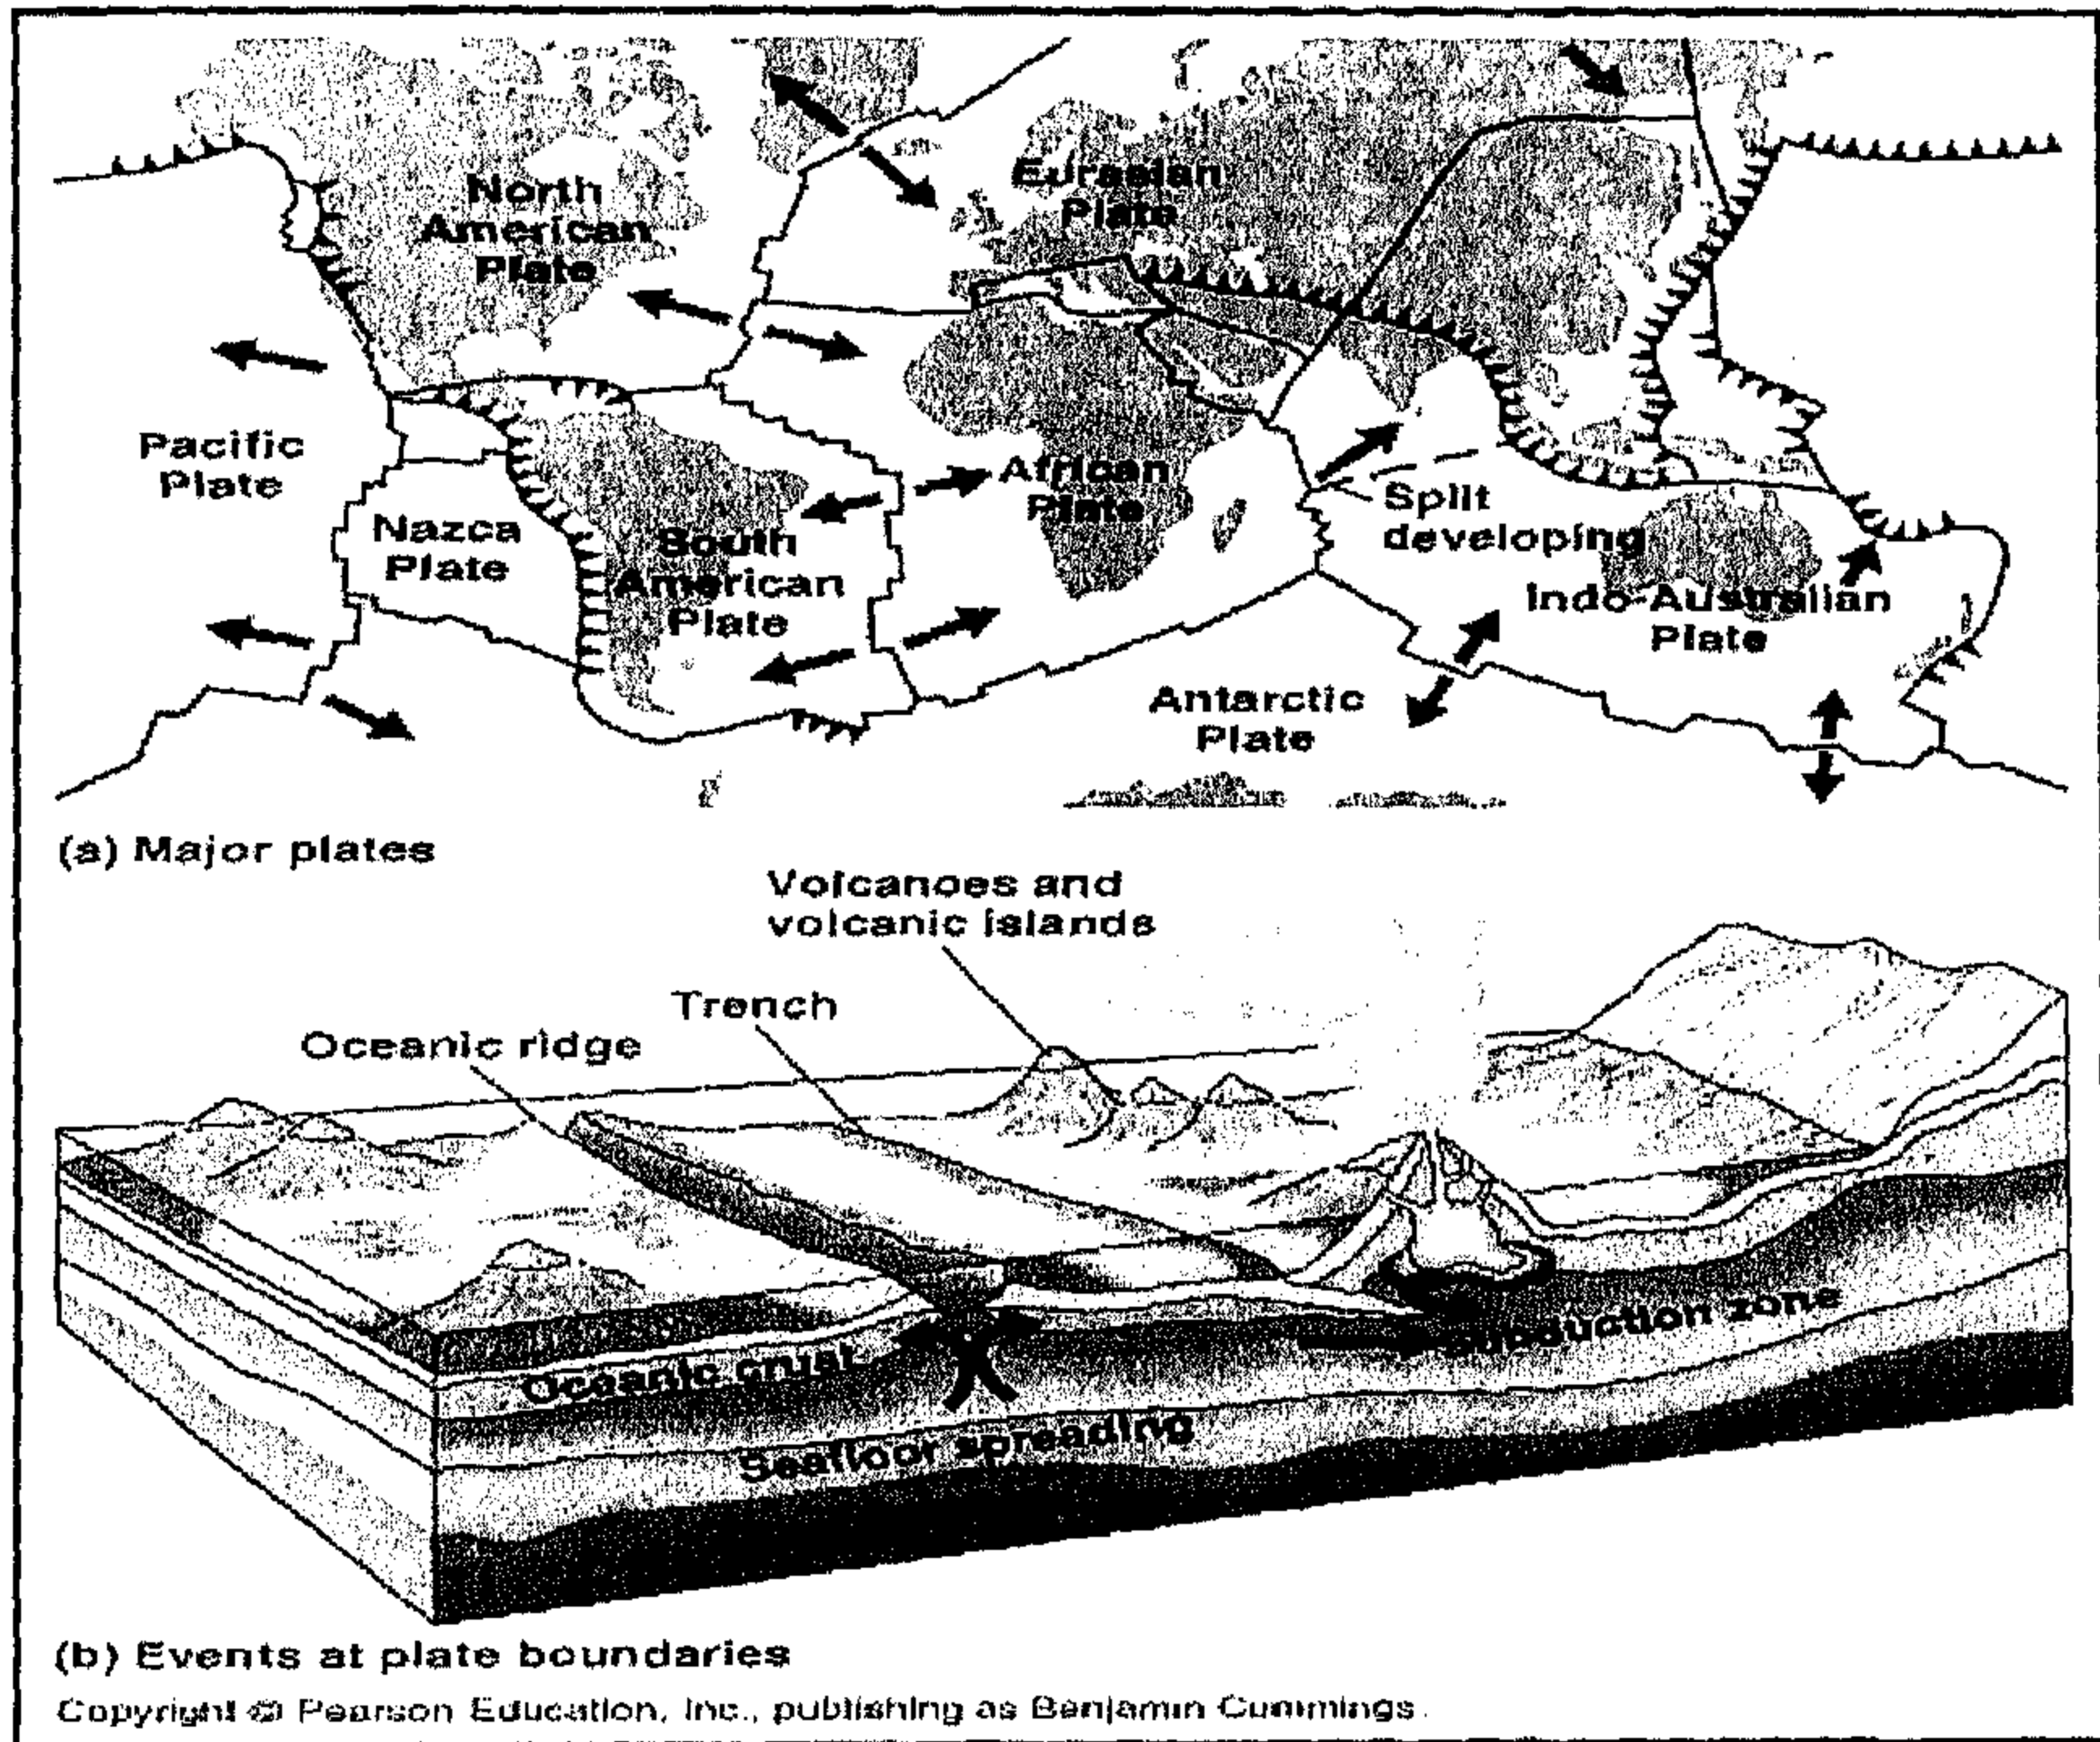 North
American
Plate
Eurasian
Plate
Pacific
Plate
Nazca
Plate
South
American
Plate
African
Plate
Split
developing
Indo-Australian
Plate
Antarctic
Plate
(a) Major plates
Volcanoes and
volcanic islands
Trench
Oceanic ridge
Subduction zone
Oceanic crust
Seafloor spreading
(b) Events at plate boundaries
Copyright © Pearson Education, Inc., publishing as Benjamin Cummings.